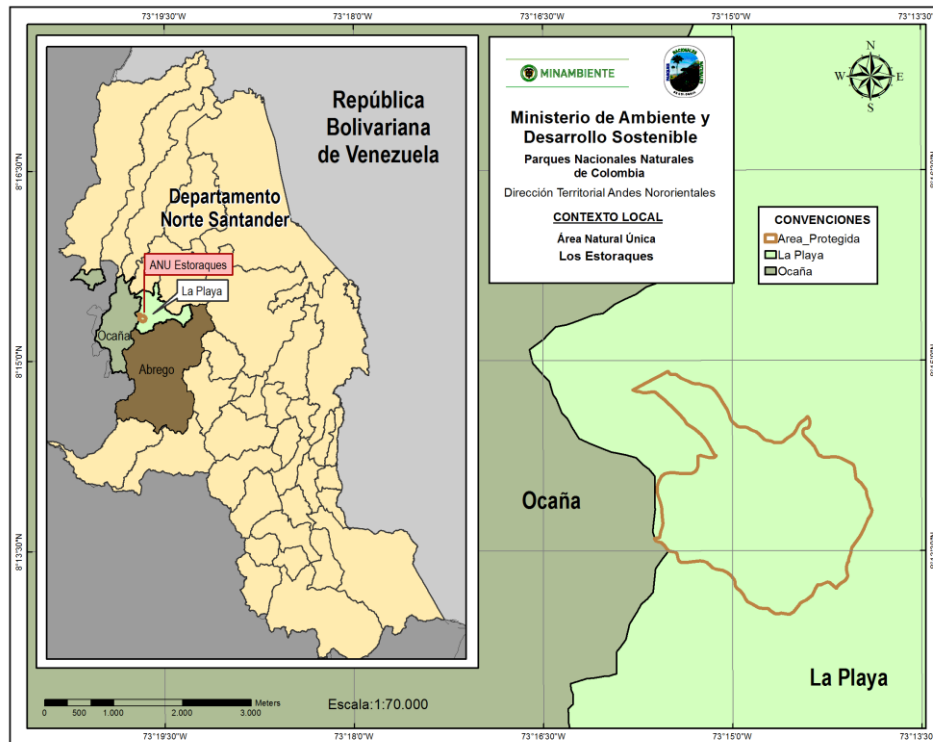 73°19'30"W
73°18'0"W
73°16'30"W
73°15'0"W
73°13'30"W
República
Bolivariana
de Venezuela
Departamento
Norte Santander
ANU Estoraques
La Playa
Ocaña
Abrego
MINAMBIENTE
Ministerio de Ambiente y
Desarrollo Sostenible
Parques Nacionales Naturales
de Colombia
Dirección Territorial Andes Nororientales
CONTEXTO LOCAL
Área Natural Única
Los Estoraques
N
W
E
S
CONVENCIONES
Area_Protegida
La Playa
Ocaña
8°16'30"N
8°15'0"N
8°13'30"N
Ocaña
La Playa
Meters
0 500 1.000 2.000 3.000
Escala:1:70.000
73°19'30"W
73°18'0"W
73°16'30"W
73°15'0"W
73°13'30"W